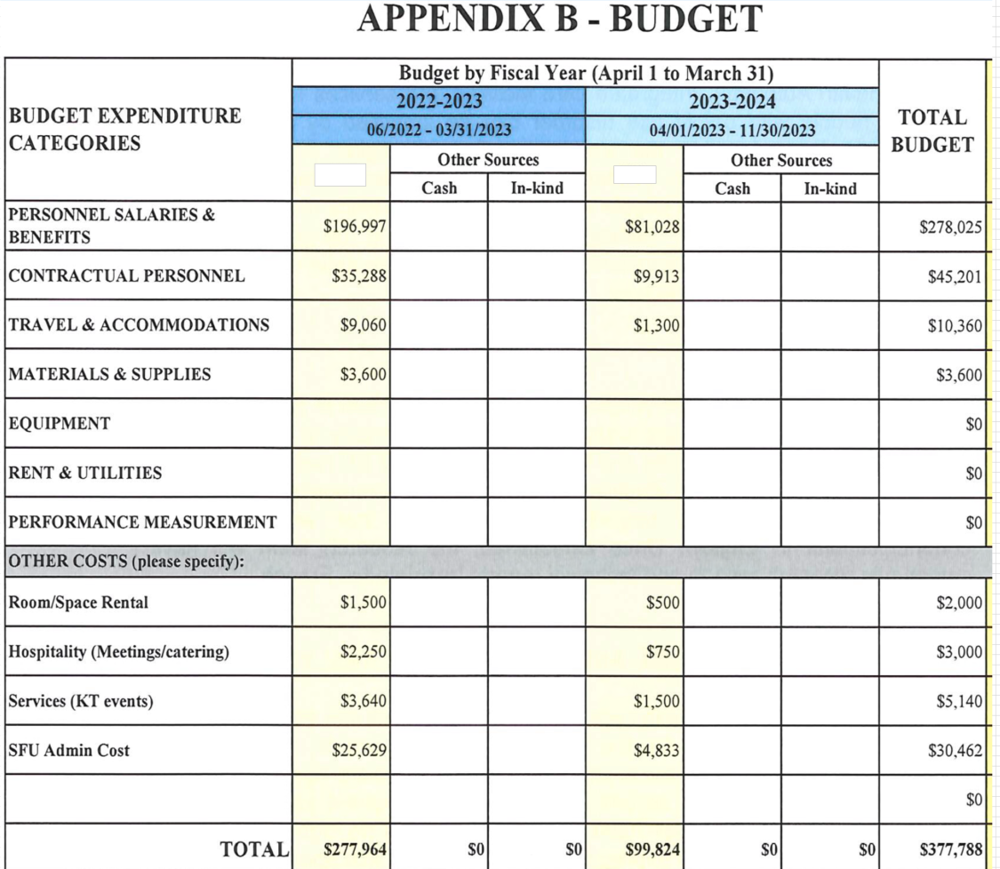 APPENDIX B - BUDGET
BUDGET EXPENDITURE
CATEGORIES
Budget by Fiscal Year (April 1 to March 31)
2022-2023
2023-2024
TOTAL
BUDGET
06/2022 - 03/31/2023
04/01/2023 - 11/30/2023
Other Sources
Other Sources
Cash
In-kind
Cash
In-kind
PERSONNEL SALARIES &
BENEFITS
$196,997
$81,028
$278,025
CONTRACTUAL PERSONNEL
$35,288
$9,913
$45,201
TRAVEL & ACCOMMODATIONS
$9,060
$1,300
$10,360
MATERIALS & SUPPLIES
$3,600
$3,600
EQUIPMENT
$0
RENT & UTILITIES
$0
PERFORMANCE MEASUREMENT
$0
OTHER COSTS (please specify):
Room/Space Rental
$1,500
$500
$2,000
Hospitality (Meetings/catering)
$2,250
$750
$3,000
Services (KT events)
$3,640
$1,500
$5,140
SFU Admin Cost
$25,629
$4,833
$30,462
$0
TOTAL
$277,964
$0
$0
$99,824
$0
$0
$377,788